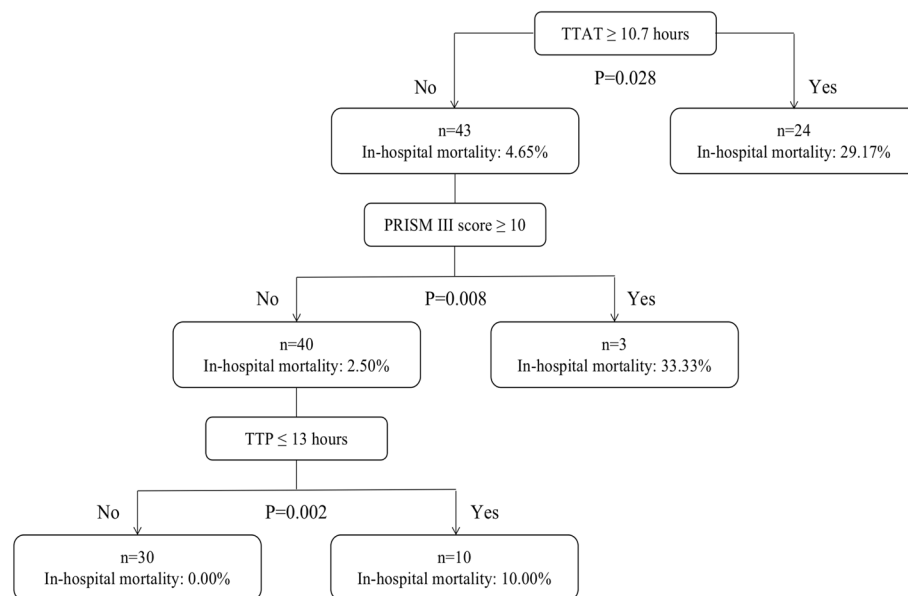 TTAT ≥ 10.7 hours
P=0.028
No
Yes
n=43
In-hospital mortality: 4.65%
n=24
In-hospital mortality: 29.17%
PRISM III score ≥ 10
No
P=0.008
Yes
n=40
In-hospital mortality: 2.50%
n=3
In-hospital mortality: 33.33%
TTP ≤ 13 hours
No
P=0.002
Yes
n=30
In-hospital mortality: 0.00%
n=10
In-hospital mortality: 10.00%